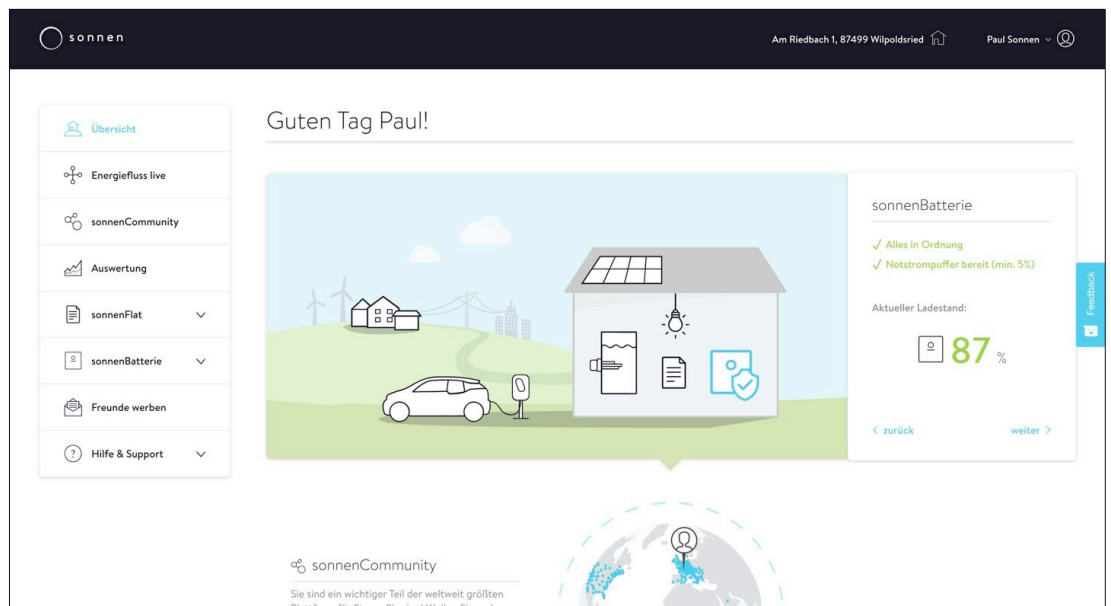 sonnen
Am Riedbach 1, 87499 Wilpoldsried
Paul Sonnen
Übersicht
Energiefluss live
sonnenCommunity
Auswertung
sonnenFlat
sonnenBatterie
Freunde werben
Hilfe & Support
Guten Tag Paul!
sonnenBatterie
Alles in Ordnung
Notstrompuffer bereit (min. 5%)
Aktueller Ladestand:
87 %
zurück
weiter
Feedback
sonnenCommunity
Sie sind ein wichtiger Teil der weltweit größten